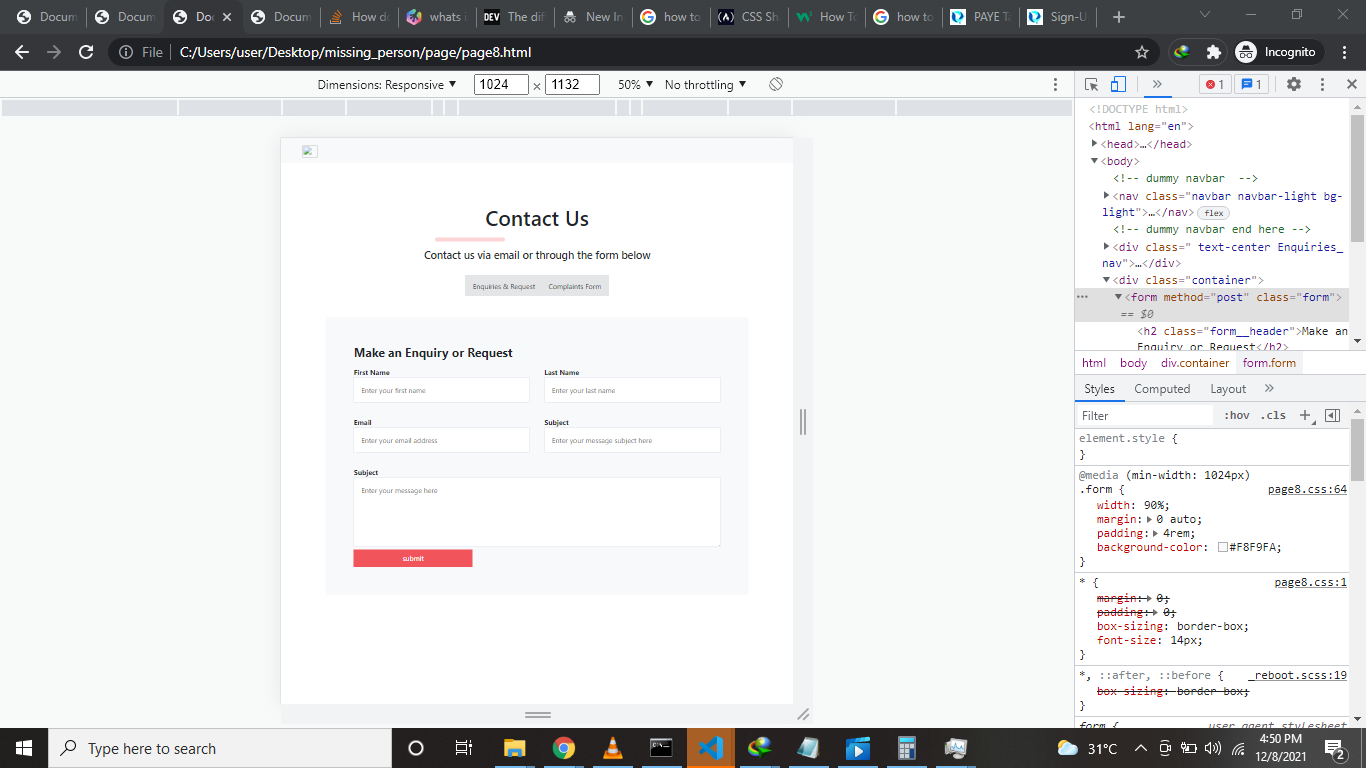 Docum
Docum
Do
Docum
How do
whats i
DEV The dif
New In
how to
CSS Sh
How To
how to
PAYE Ta
Sign-U
File C:/Users/user/Desktop/missing_person/page/page8.html
Incognito
Dimensions: Responsive 1024 × 1132 50% No throttling
1 1
<!DOCTYPE html>
<html lang="en">
<head>…</head>
<body>
<!-- dummy navbar  -->
<nav class="navbar navbar-light bg-
light">…</nav> flex
<!-- dummy navbar end here -->
<div class=" text-center Enquiries_
nav">…</div>
<div class="container">
<form method="post" class="form">
== $0
<h2 class="form__header">Make an
Enquiry or Request</h2>
html body div.container form.form
Styles Computed Layout
Filter :hov .cls
element.style {
}
@media (min-width: 1024px)
.form { page8.css:64
width: 90%;
margin: 0 auto;
padding: 4rem;
background-color: #F8F9FA;
}
* { page8.css:1
margin: 0;
padding: 0;
box-sizing: border-box;
font-size: 14px;
}
*, ::after, ::before { _reboot.scss:19
box-sizing: border-box;
}
form { user agent stylesheet
Contact Us
Contact us via email or through the form below
Enquiries & Request Complaints Form
Make an Enquiry or Request
First Name Last Name
Enter your first name Enter your last name
Email Subject
Enter your email address Enter your message subject here
Subject
Enter your message here
submit
Type here to search
31°C
4:50 PM
12/8/2021
2